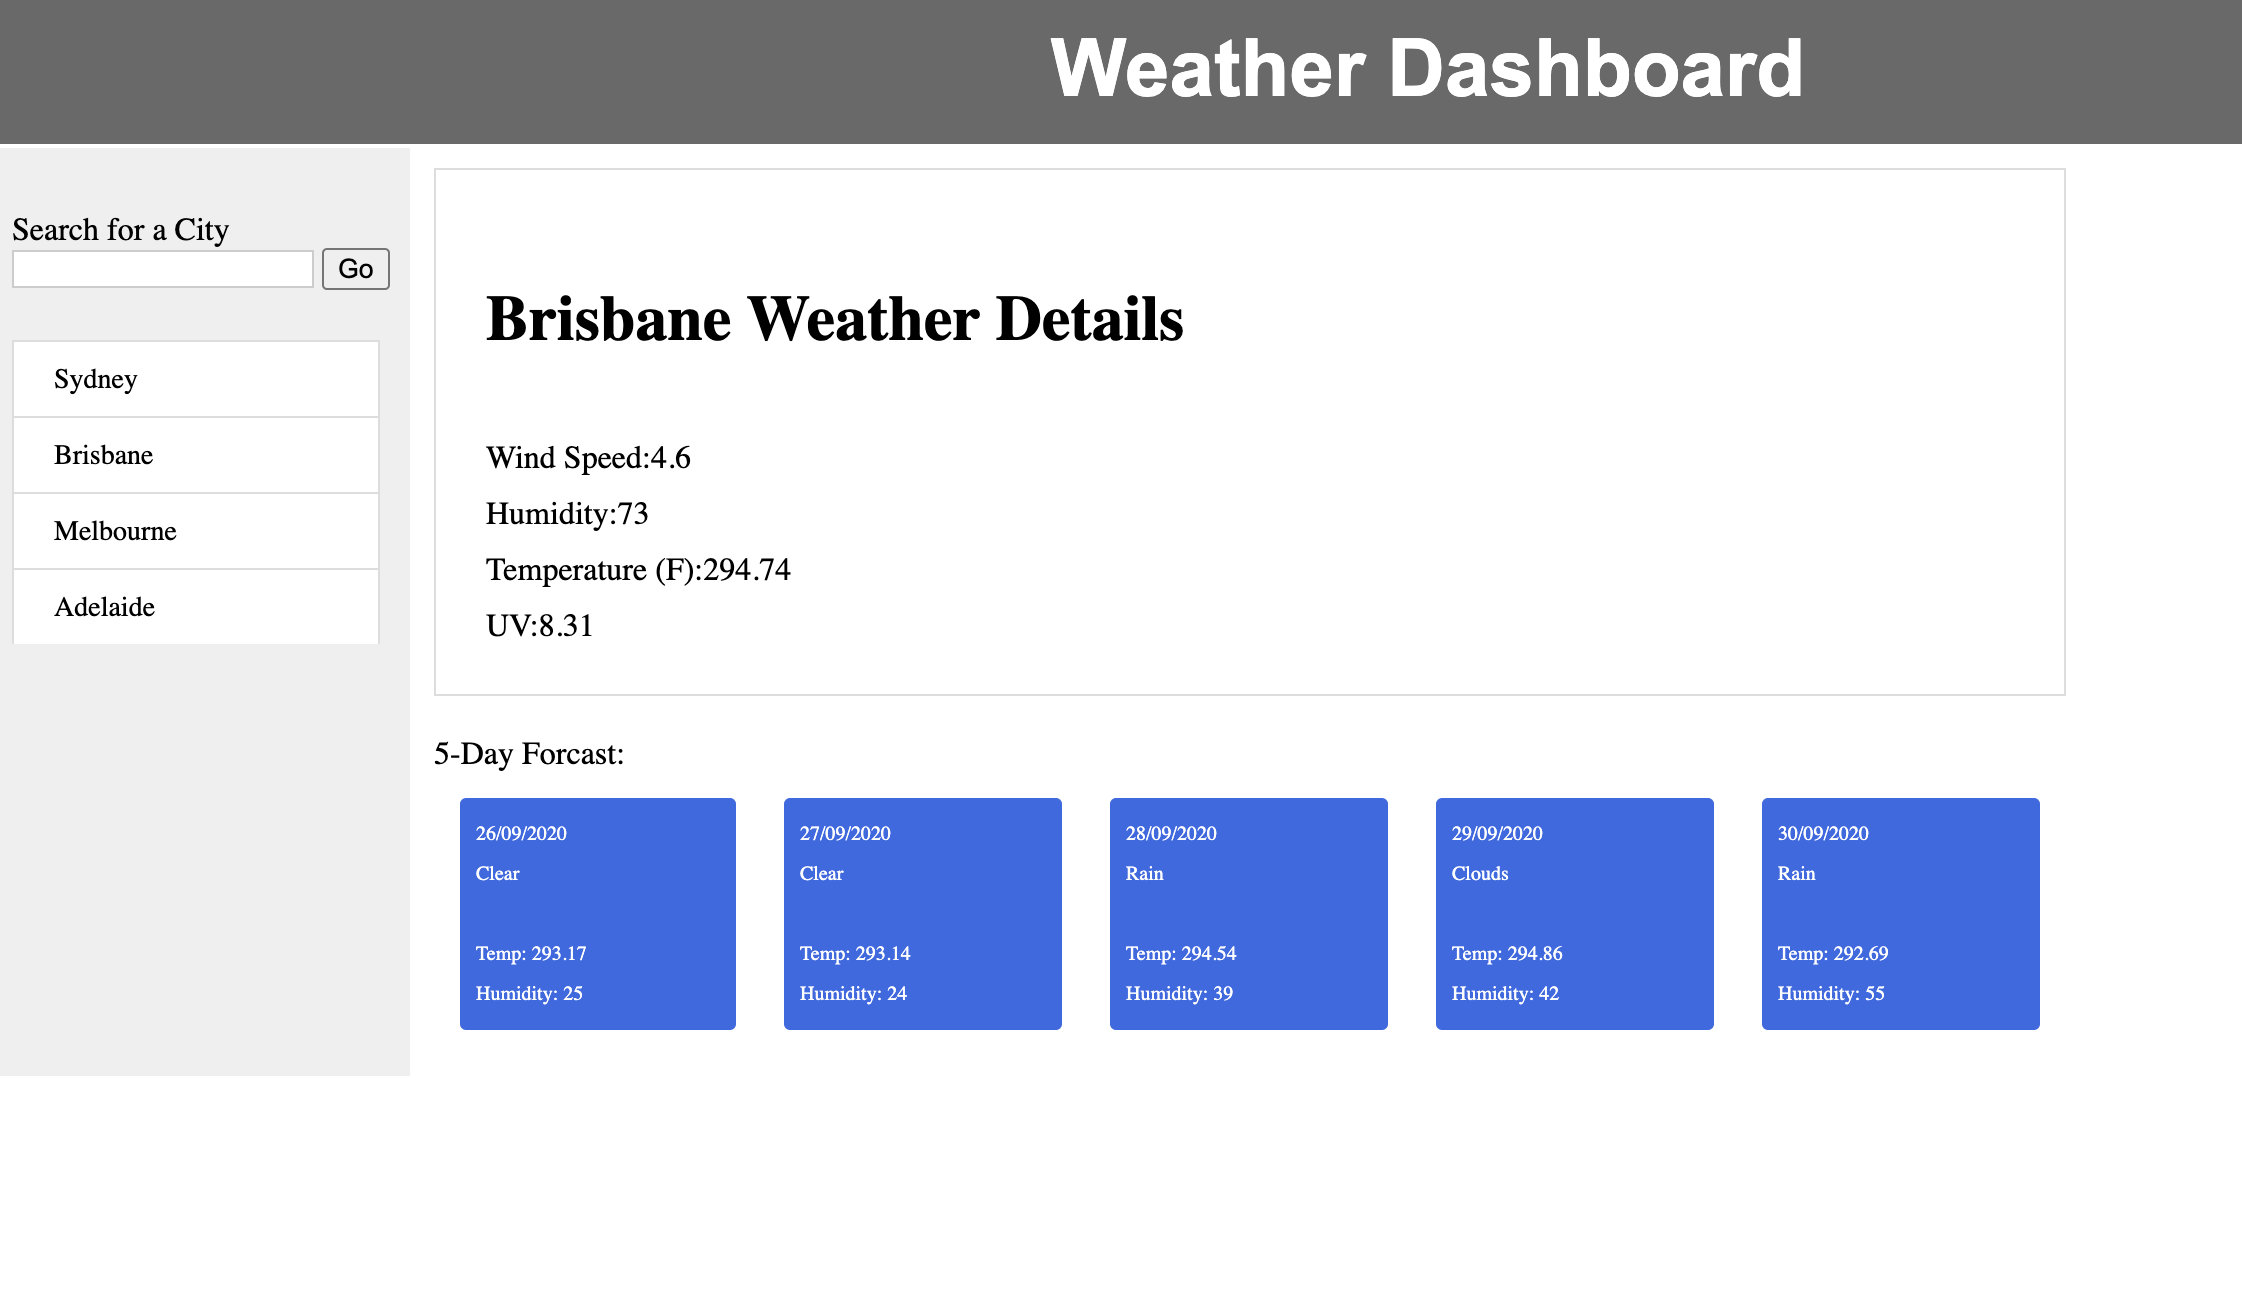 Weather Dashboard
Search for a City
Go
Sydney
Brisbane
Melbourne
Adelaide
Brisbane Weather Details
Wind Speed:4.6
Humidity:73
Temperature (F):294.74
UV:8.31
5-Day Forcast:
26/09/2020
Clear
Temp: 293.17
Humidity: 25
27/09/2020
Clear
Temp: 293.14
Humidity: 24
28/09/2020
Rain
Temp: 294.54
Humidity: 39
29/09/2020
Clouds
Temp: 294.86
Humidity: 42
30/09/2020
Rain
Temp: 292.69
Humidity: 55